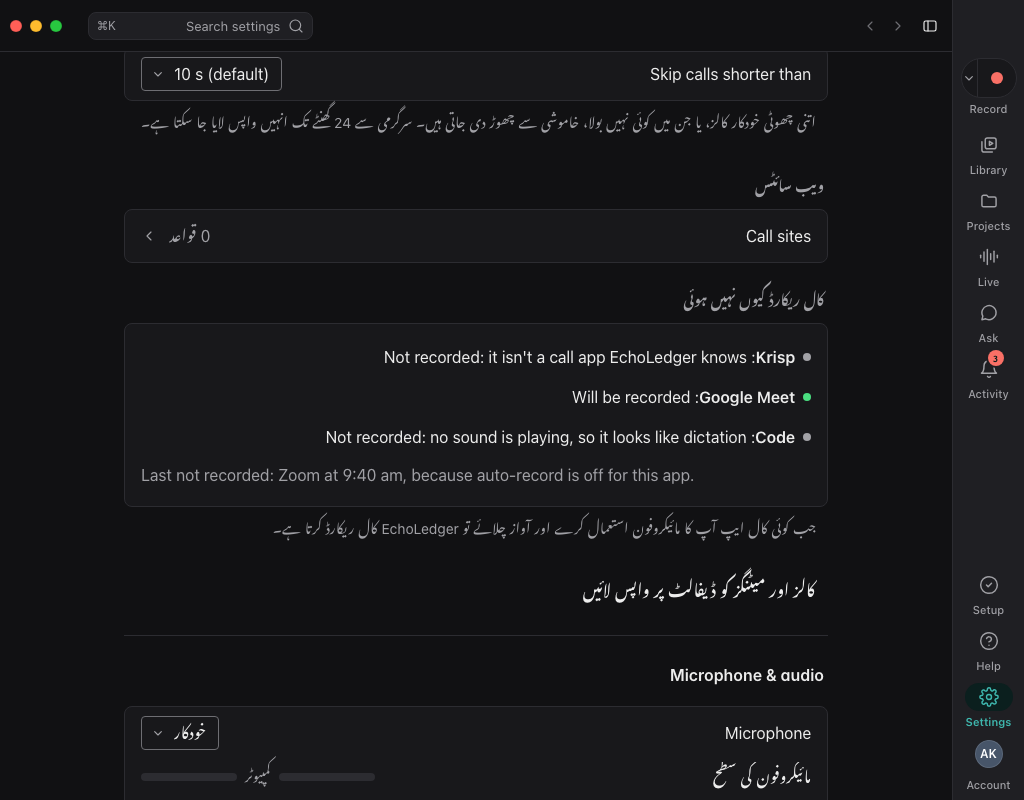 ⌘K Search settings
10 s (default)
Skip calls shorter than
اتنی چھوٹی خودکار کالز، یا جن میں کوئی نہیں بولا، خاموشی سے چھوڑ دی جاتی ہیں۔ سرگرمی سے 24 گھنٹے تک انہیں واپس لایا جا سکتا ہے۔
ویب سائٹس
Call sites
0 قواعد
کال ریکارڈ کیوں نہیں ہوئی
Krisp: Not recorded: it isn't a call app EchoLedger knows
Google Meet: Will be recorded
Code: Not recorded: no sound is playing, so it looks like dictation
Last not recorded: Zoom at 9:40 am, because auto-record is off for this app.
جب کوئی کال ایپ آپ کا مائیکروفون استعمال کرے اور آواز چلائے تو EchoLedger کال ریکارڈ کرتا ہے۔
کالز اور میٹنگز کو ڈیفالٹ پر واپس لائیں
Microphone & audio
Microphone
خودکار
مائیکروفون کی سطح
کمپیوٹر
Record
Library
Projects
Live
Ask
3
Activity
Setup
Help
Settings
AK
Account